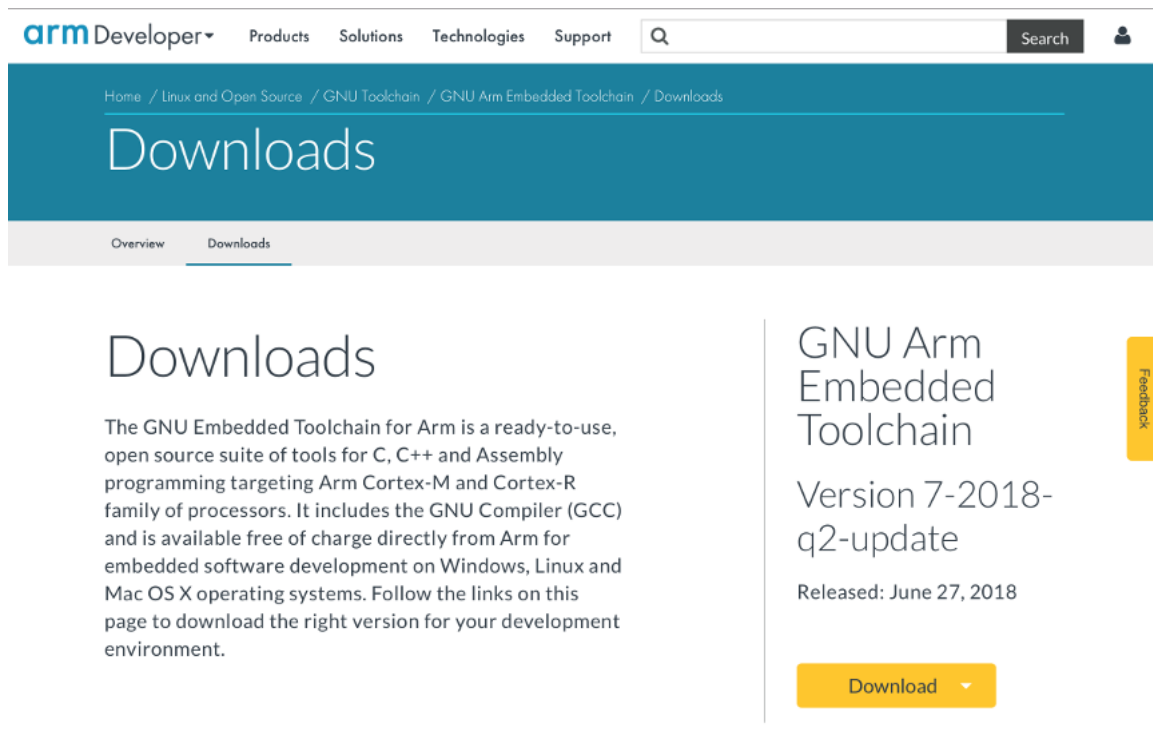 arm Developer Products Solutions Technologies Support Search
Home / Linux and Open Source / GNU Toolchain / GNU Arm Embedded Toolchain / Downloads
Downloads
Overview Downloads
Downloads
The GNU Embedded Toolchain for Arm is a ready-to-use,
open source suite of tools for C, C++ and Assembly
programming targeting Arm Cortex-M and Cortex-R
family of processors. It includes the GNU Compiler (GCC)
and is available free of charge directly from Arm for
embedded software development on Windows, Linux and
Mac OS X operating systems. Follow the links on this
page to download the right version for your development
environment.
GNU Arm
Embedded
Toolchain
Version 7-2018-
q2-update
Released: June 27, 2018
Download
Feedback